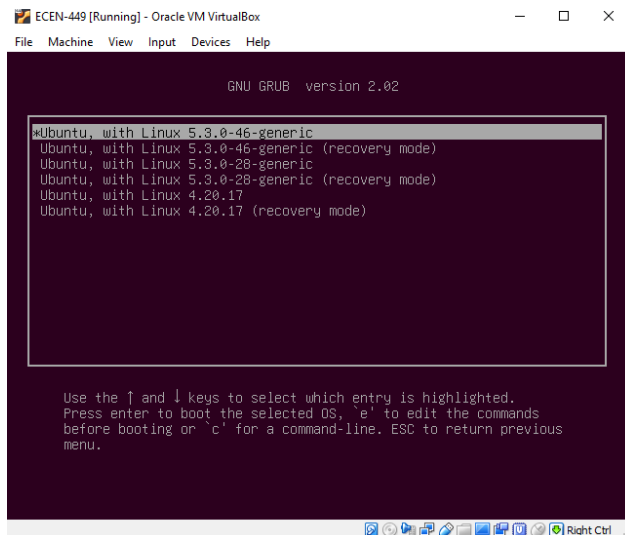 ECEN-449 [Running] - Oracle VM VirtualBox
File Machine View Input Devices Help
GNU GRUB version 2.02
*Ubuntu, with Linux 5.3.0-46-generic
Ubuntu, with Linux 5.3.0-46-generic (recovery mode)
Ubuntu, with Linux 5.3.0-28-generic
Ubuntu, with Linux 5.3.0-28-generic (recovery mode)
Ubuntu, with Linux 4.20.17
Ubuntu, with Linux 4.20.17 (recovery mode)
Use the ↑ and ↓ keys to select which entry is highlighted.
Press enter to boot the selected OS, `e' to edit the commands
before booting or `c' for a command-line. ESC to return previous
menu.
Right Ctrl